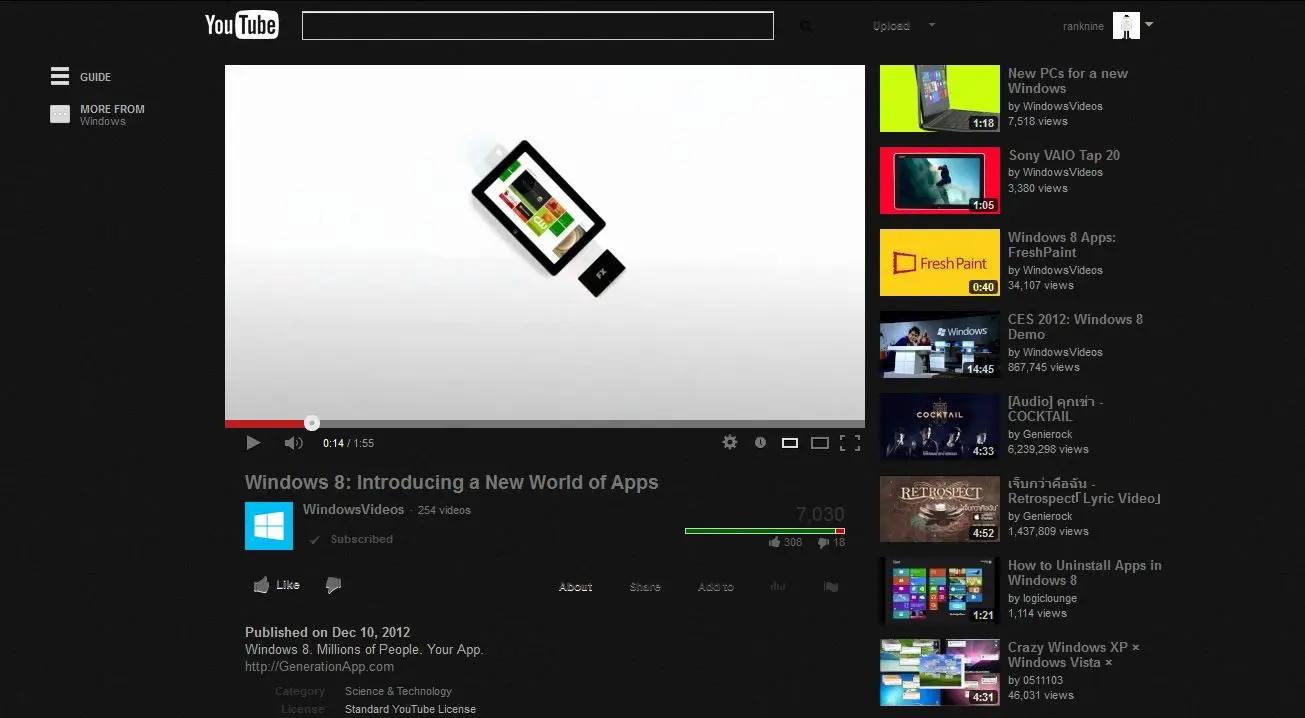 YouTube
Upload
ranknine
GUIDE
MORE FROM
Windows
FX
0:14 / 1:55
Windows 8: Introducing a New World of Apps
WindowsVideos · 254 videos
Subscribed
7,030
308 18
Like
About Share Add to
Published on Dec 10, 2012
Windows 8. Millions of People. Your App.
http://GenerationApp.com
Category Science & Technology
License Standard YouTube License
1:18
New PCs for a new
Windows
by WindowsVideos
7,518 views
1:05
Sony VAIO Tap 20
by WindowsVideos
3,380 views
Fresh Paint
0:40
Windows 8 Apps:
FreshPaint
by WindowsVideos
34,107 views
Windows
14:45
CES 2012: Windows 8
Demo
by WindowsVideos
867,745 views
COCKTAIL
4:33
[Audio] คุกเข่า -
COCKTAIL
by Genierock
6,239,298 views
RETROSPECT
4:52
เจ็บกว่าคือฉัน -
Retrospect「Lyric Video」
by Genierock
1,437,809 views
1:21
How to Uninstall Apps in
Windows 8
by logiclounge
1,114 views
4:31
Crazy Windows XP ×
Windows Vista ×
by 0511103
46,031 views